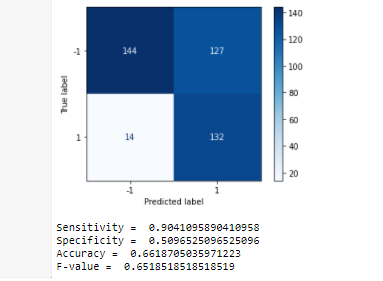 140
-1
144
127
120
100
80
True label
60
1
14
132
40
20
-1
1
Predicted label
Sensitivity =  0.9041095890410958
Specificity =  0.5096525096525096
Accuracy =  0.6618705035971223
F-value =  0.6518518518518519